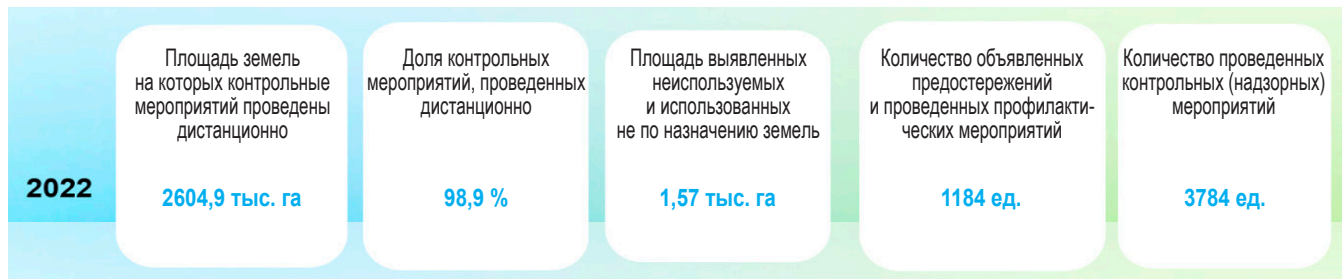 Площадь земель
на которых контрольные
мероприятий проведены
дистанционно
2604,9 тыс. га
Доля контрольных
мероприятий, проведенных
дистанционно
98,9 %
Площадь выявленных
неиспользуемых
и использованных
не по назначению земель
1,57 тыс. га
Количество объявленных
предостережений
и проведенных профилакти-
ческих мероприятий
1184 ед.
Количество проведенных
контрольных (надзорных)
мероприятий
3784 ед.
2022